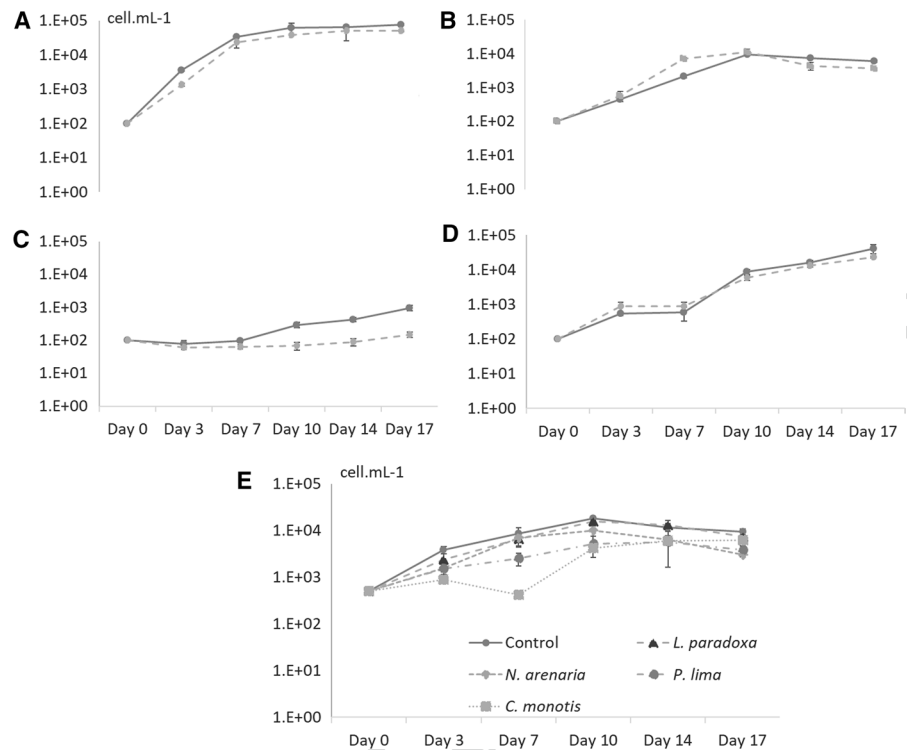 A
cell.mL-1
1.E+05
1.E+04
1.E+03
1.E+02
1.E+01
1.E+00
B
1.E+05
1.E+04
1.E+03
1.E+02
1.E+01
1.E+00
C
1.E+05
1.E+04
1.E+03
1.E+02
1.E+01
1.E+00
Day 0 Day 3 Day 7 Day 10 Day 14 Day 17
D
1.E+05
1.E+04
1.E+03
1.E+02
1.E+01
1.E+00
Day 0 Day 3 Day 7 Day 10 Day 14 Day 17
E
cell.mL-1
1.E+05
1.E+04
1.E+03
1.E+02
1.E+01
1.E+00
Control L. paradoxa
N. arenaria P. lima
C. monotis
Day 0 Day 3 Day 7 Day 10 Day 14 Day 17